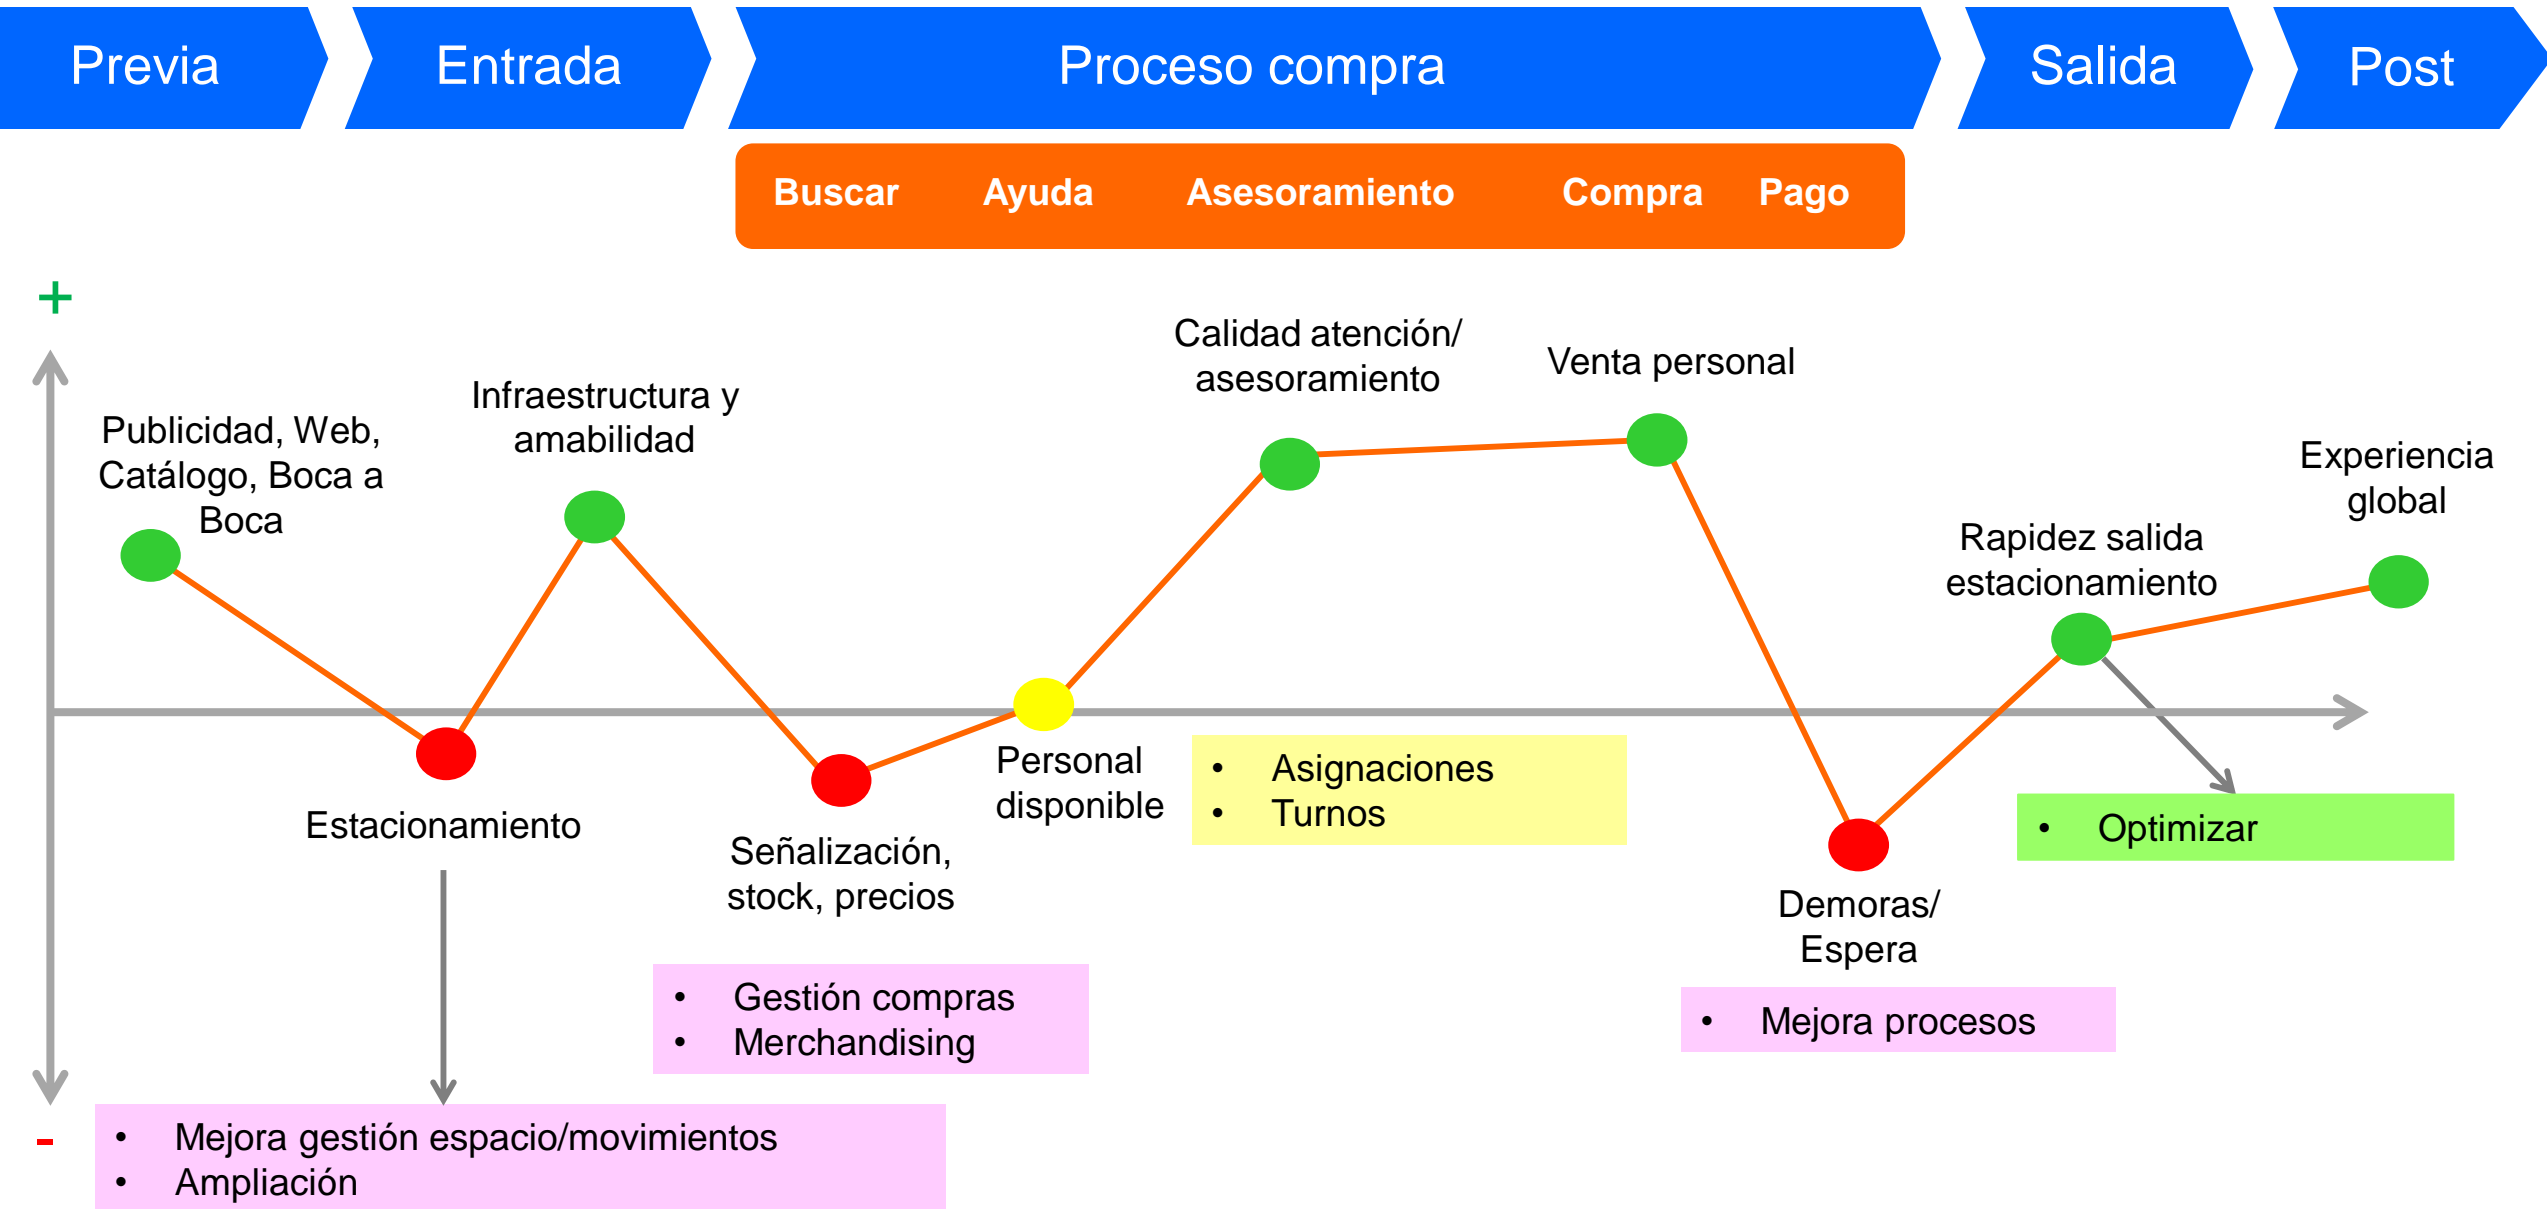 Previa
Entrada
Proceso compra
Salida
Post
Buscar Ayuda Asesoramiento Compra Pago
+
Publicidad, Web,
Catálogo, Boca a
Boca
Infraestructura y
amabilidad
Calidad atención/
asesoramiento
Venta personal
Experiencia
global
Rapidez salida
estacionamiento
Estacionamiento
Señalización,
stock, precios
Personal
disponible
• Asignaciones
• Turnos
• Optimizar
Demoras/
Espera
• Gestión compras
• Merchandising
• Mejora procesos
-
• Mejora gestión espacio/movimientos
• Ampliación